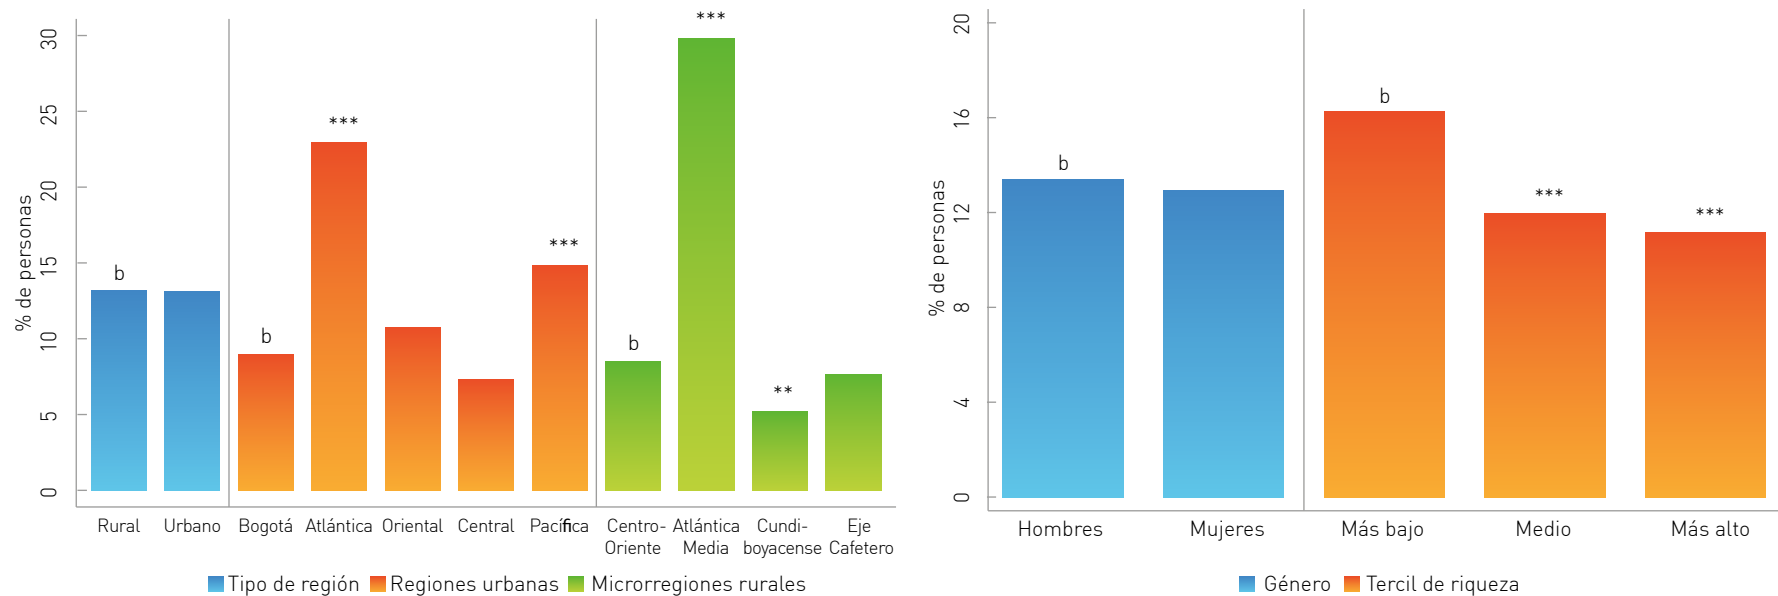 % de personas
30
25
20
15
10
5
0
b
b
***
***
b
***
**
Rural Urbano Bogotá Atlántica Oriental Central Pacífica Centro- Atlántica Cundi- Eje
Oriente Media boyacense Cafetero
Tipo de región Regiones urbanas Microrregiones rurales
% de personas
20
16
12
8
4
0
b
b
***
***
Hombres Mujeres Más bajo Medio Más alto
Género Tercil de riqueza